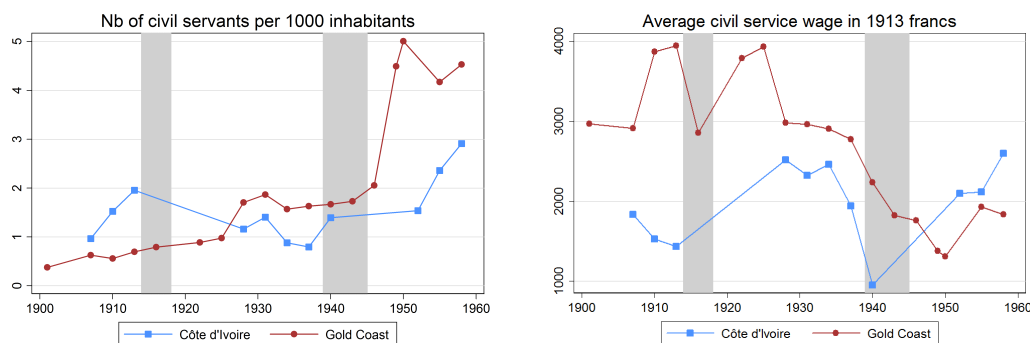 Nb of civil servants per 1000 inhabitants
5
4
3
2
1
0
1900 1910 1920 1930 1940 1950 1960
Côte d'Ivoire Gold Coast
Average civil service wage in 1913 francs
4000
3000
2000
1000
1900 1910 1920 1930 1940 1950 1960
Côte d'Ivoire Gold Coast